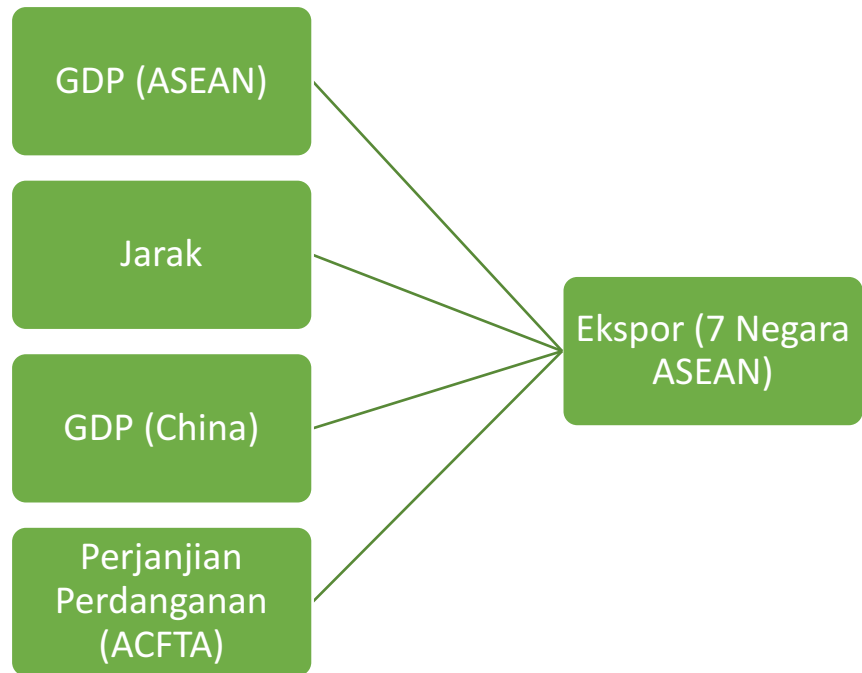 GDP (ASEAN)
Jarak
GDP (China)
Perjanjian
Perdanganan
(ACFTA)
Ekspor (7 Negara
ASEAN)